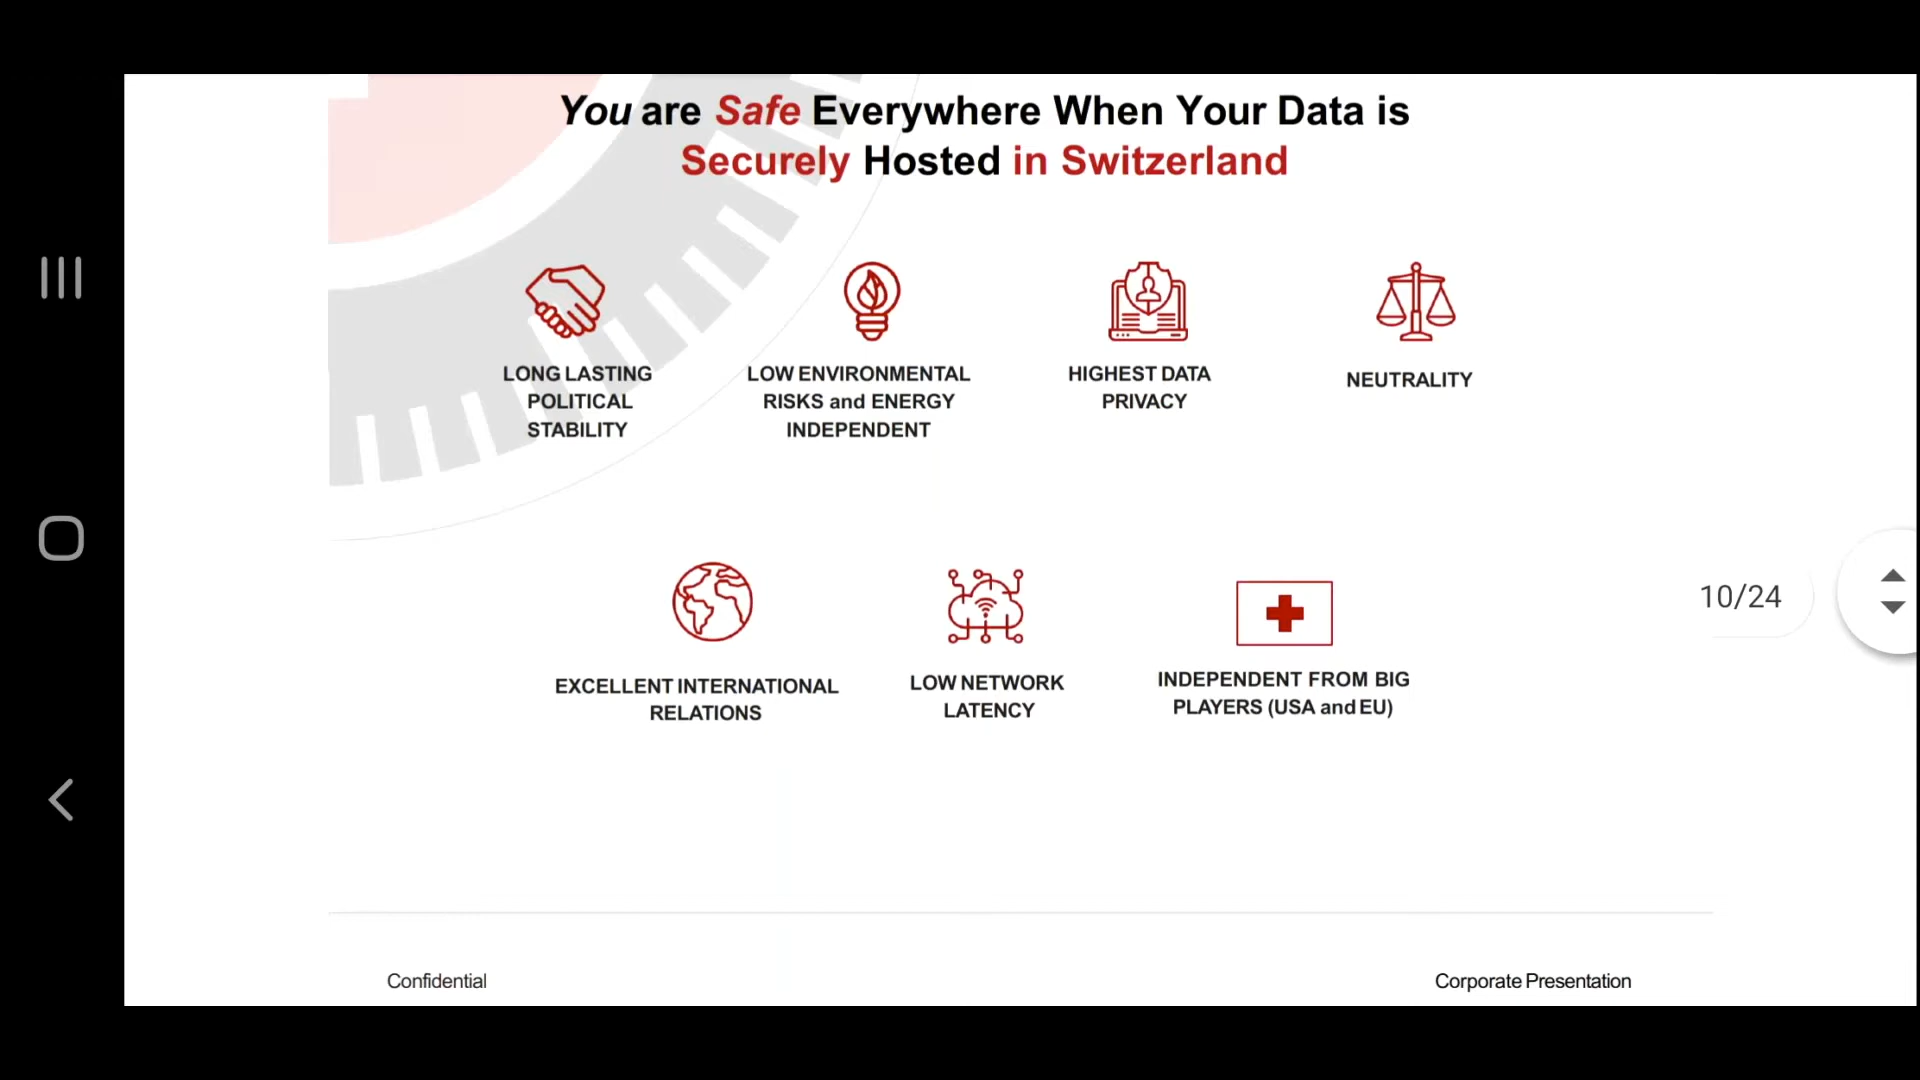 You are Safe Everywhere When Your Data is
Securely Hosted in Switzerland
LONG LASTING
POLITICAL
STABILITY
LOW ENVIRONMENTAL
RISKS and ENERGY
INDEPENDENT
HIGHEST DATA
PRIVACY
NEUTRALITY
EXCELLENT INTERNATIONAL
RELATIONS
LOW NETWORK
LATENCY
INDEPENDENT FROM BIG
PLAYERS (USA and EU)
10/24
Confidential
Corporate Presentation